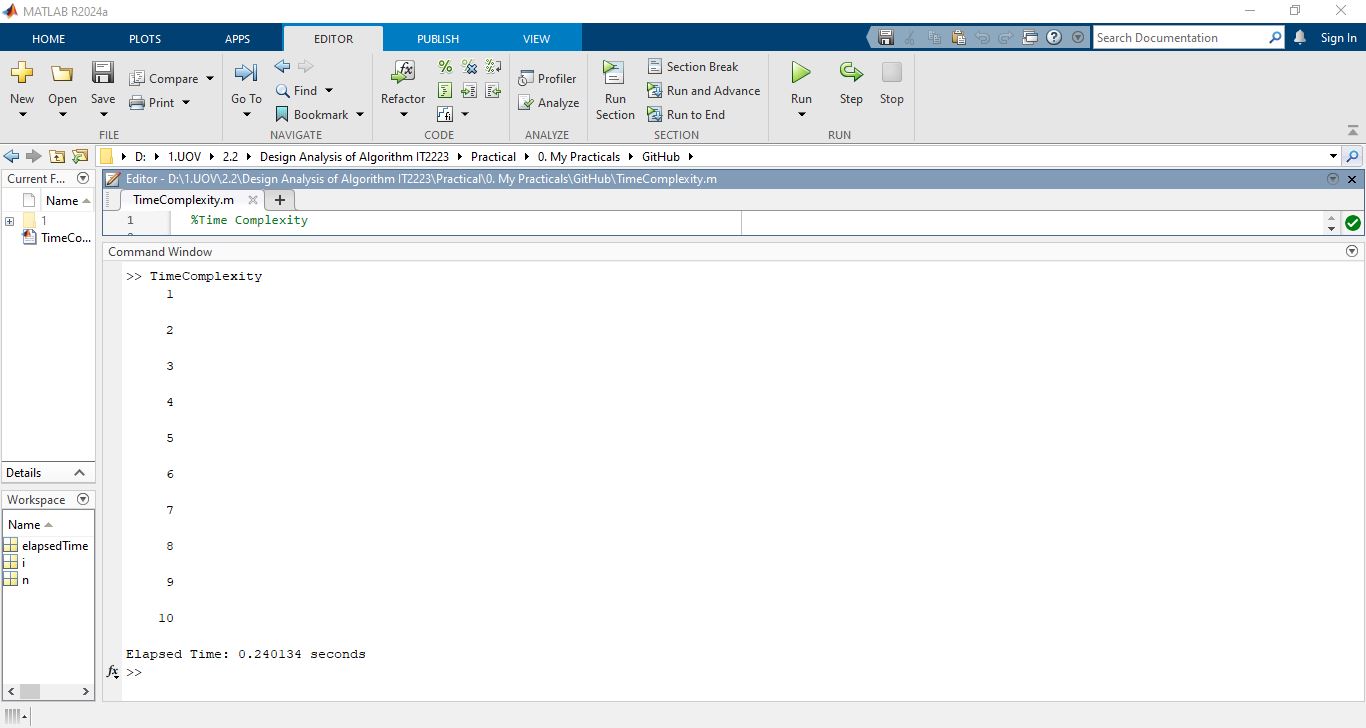 MATLAB R2024a
HOME PLOTS APPS EDITOR PUBLISH VIEW Search Documentation Sign In
New Open Save Compare Print Go To Find Bookmark Refactor Profiler Analyze Run Section Section Break Run and Advance Run to End Run Step Stop
FILE NAVIGATE CODE ANALYZE SECTION RUN
D: 1.UOV 2.2 Design Analysis of Algorithm IT2223 Practical 0. My Practicals GitHub
Current F...
Name
1
TimeCo...
Details
Workspace
Name
elapsedTime
i
n
Editor - D:\1.UOV\2.2\Design Analysis of Algorithm IT2223\Practical\0. My Practicals\GitHub\TimeComplexity.m
TimeComplexity.m
1 %Time Complexity
Command Window
>> TimeComplexity
1
2
3
4
5
6
7
8
9
10
Elapsed Time: 0.240134 seconds
fx >>